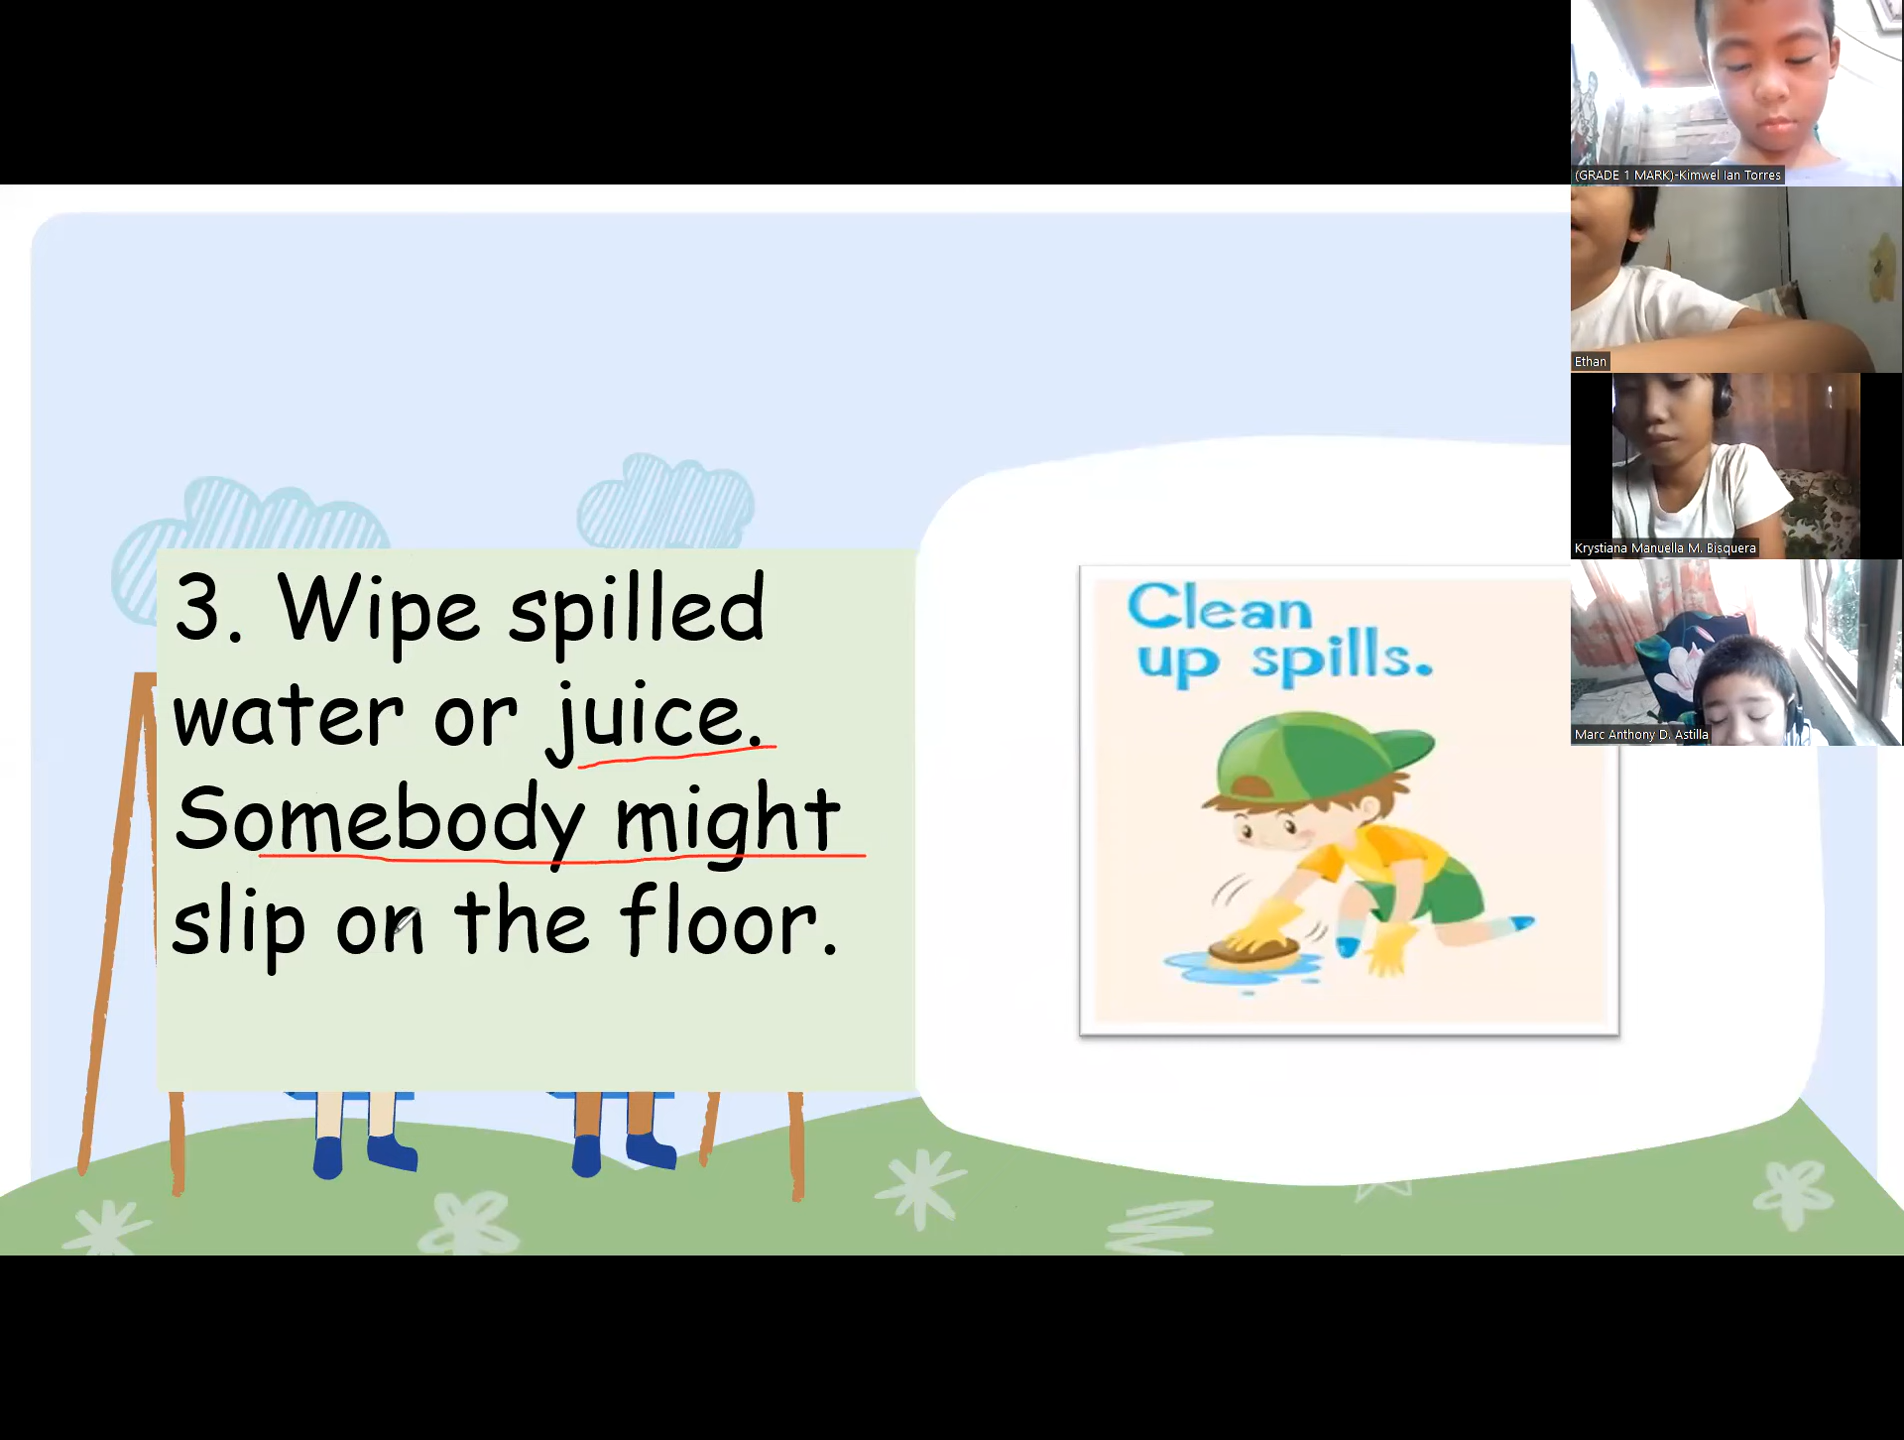 3. Wipe spilled
water or juice.
Somebody might
slip on the floor.
Clean
up spills.
(GRADE 1 MARK)-Kimwel Ian Torres
Ethan
Krystiana Manuella M. Bisquera
Marc Anthony D. Astilla